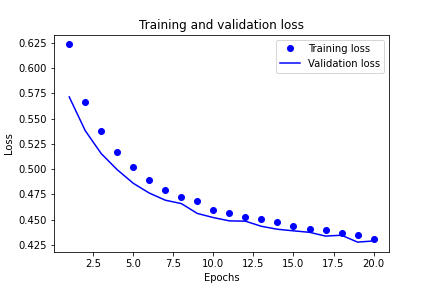 Training and validation loss
Training loss
Validation loss
0.625
0.600
0.575
0.550
0.525
0.500
0.475
0.450
0.425
Loss
2.5 5.0 7.5 10.0 12.5 15.0 17.5 20.0
Epochs